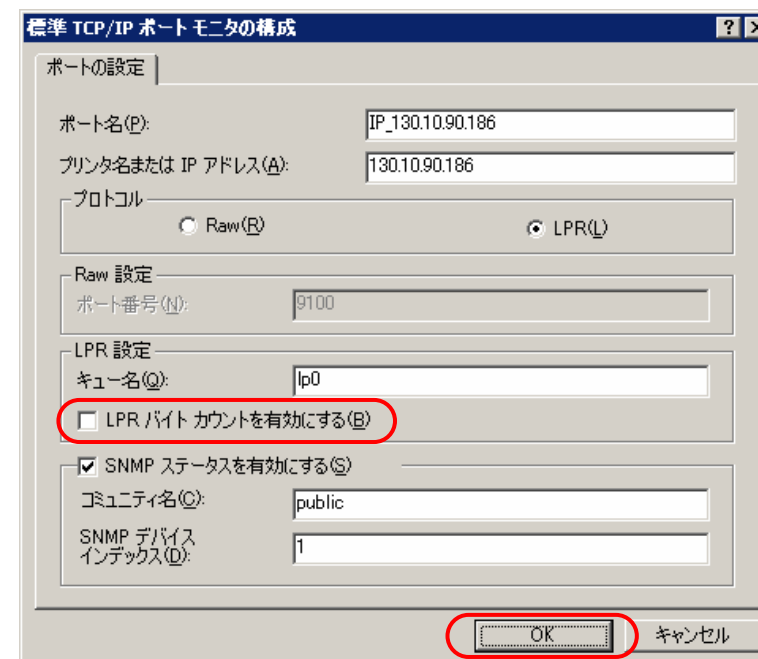 標準 TCP/IP ポート モニタの構成
ポートの設定
ポート名(P): IP_130.10.90.186
プリンタ名または IP アドレス(A): 130.10.90.186
プロトコル
Raw(R) LPR(L)
Raw 設定
ポート番号(N): 9100
LPR 設定
キュー名(Q): lp0
LPR バイト カウントを有効にする(B)
SNMP ステータスを有効にする(S)
コミュニティ名(C): public
SNMP デバイス
インデックス(D): 1
OK キャンセル